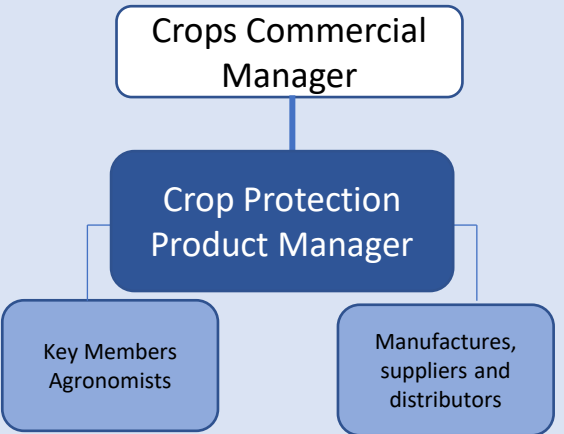 Crops Commercial
Manager
Crop Protection
Product Manager
Key Members
Agronomists
Manufactures,
suppliers and
distributors